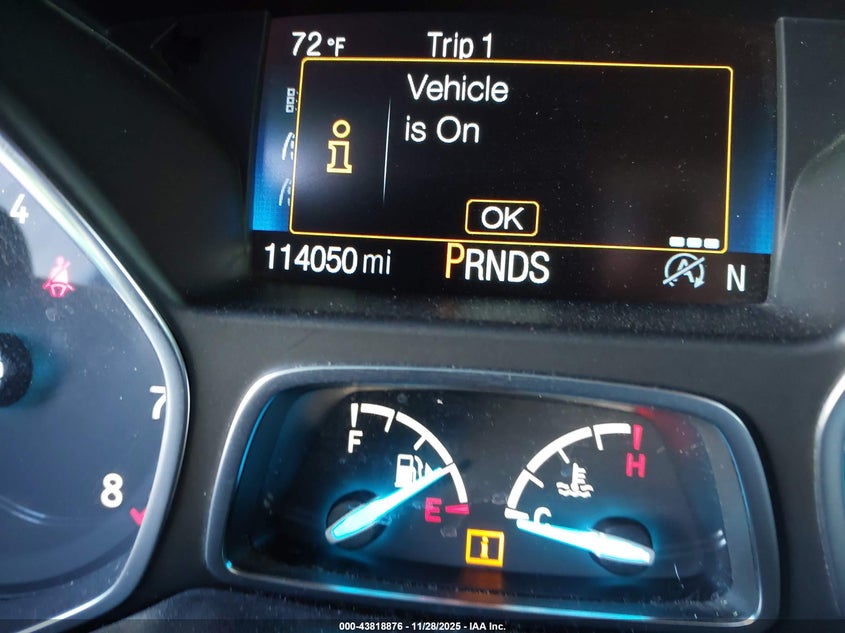 72°F Trip 1
Vehicle
is On
i
OK
114050 mi PRNDS N
4
7
8
F
E
H
C
i
000-43818876 - 11/28/2025 - IAA Inc.